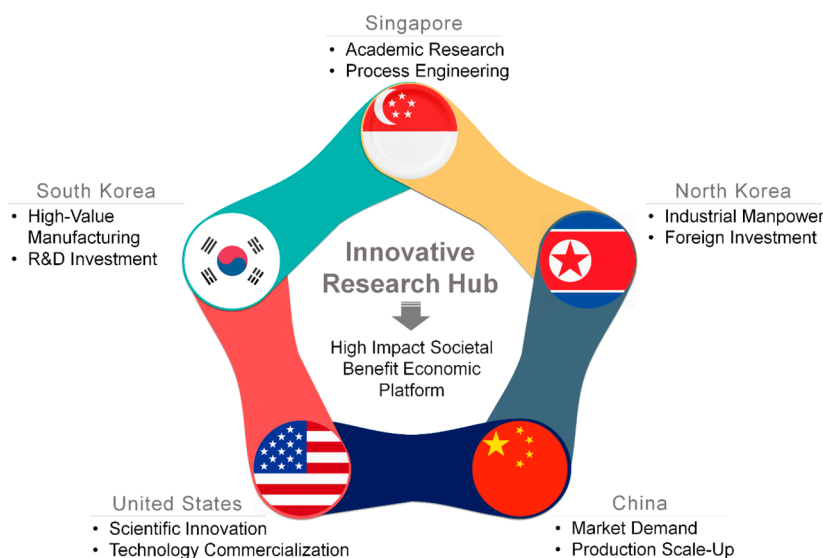 Singapore
• Academic Research
• Process Engineering
South Korea
• High-Value
Manufacturing
• R&D Investment
North Korea
• Industrial Manpower
• Foreign Investment
Innovative
Research Hub
High Impact Societal
Benefit Economic
Platform
United States
• Scientific Innovation
• Technology Commercialization
China
• Market Demand
• Production Scale-Up